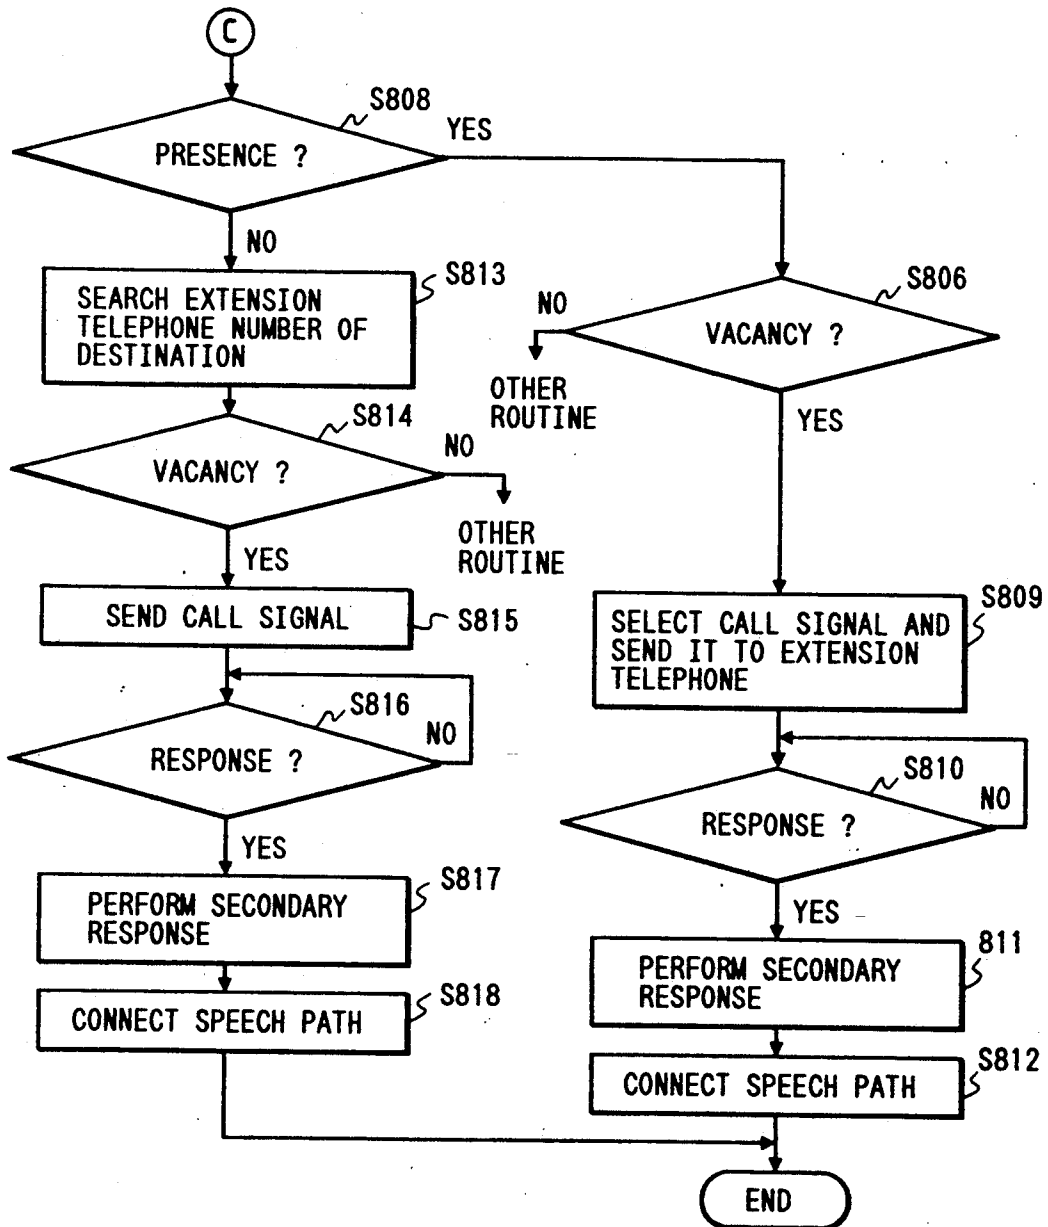 C
S808
YES
PRESENCE ?
NO
S813
SEARCH EXTENSION
TELEPHONE NUMBER OF
DESTINATION
S806
NO
VACANCY ?
OTHER
ROUTINE
YES
S814
NO
VACANCY ?
OTHER
ROUTINE
YES
SEND CALL SIGNAL
S815
S809
SELECT CALL SIGNAL AND
SEND IT TO EXTENSION
TELEPHONE
S816
NO
RESPONSE ?
YES
S810
NO
RESPONSE ?
YES
S817
PERFORM SECONDARY
RESPONSE
811
PERFORM SECONDARY
RESPONSE
S818
CONNECT SPEECH PATH
S812
CONNECT SPEECH PATH
END